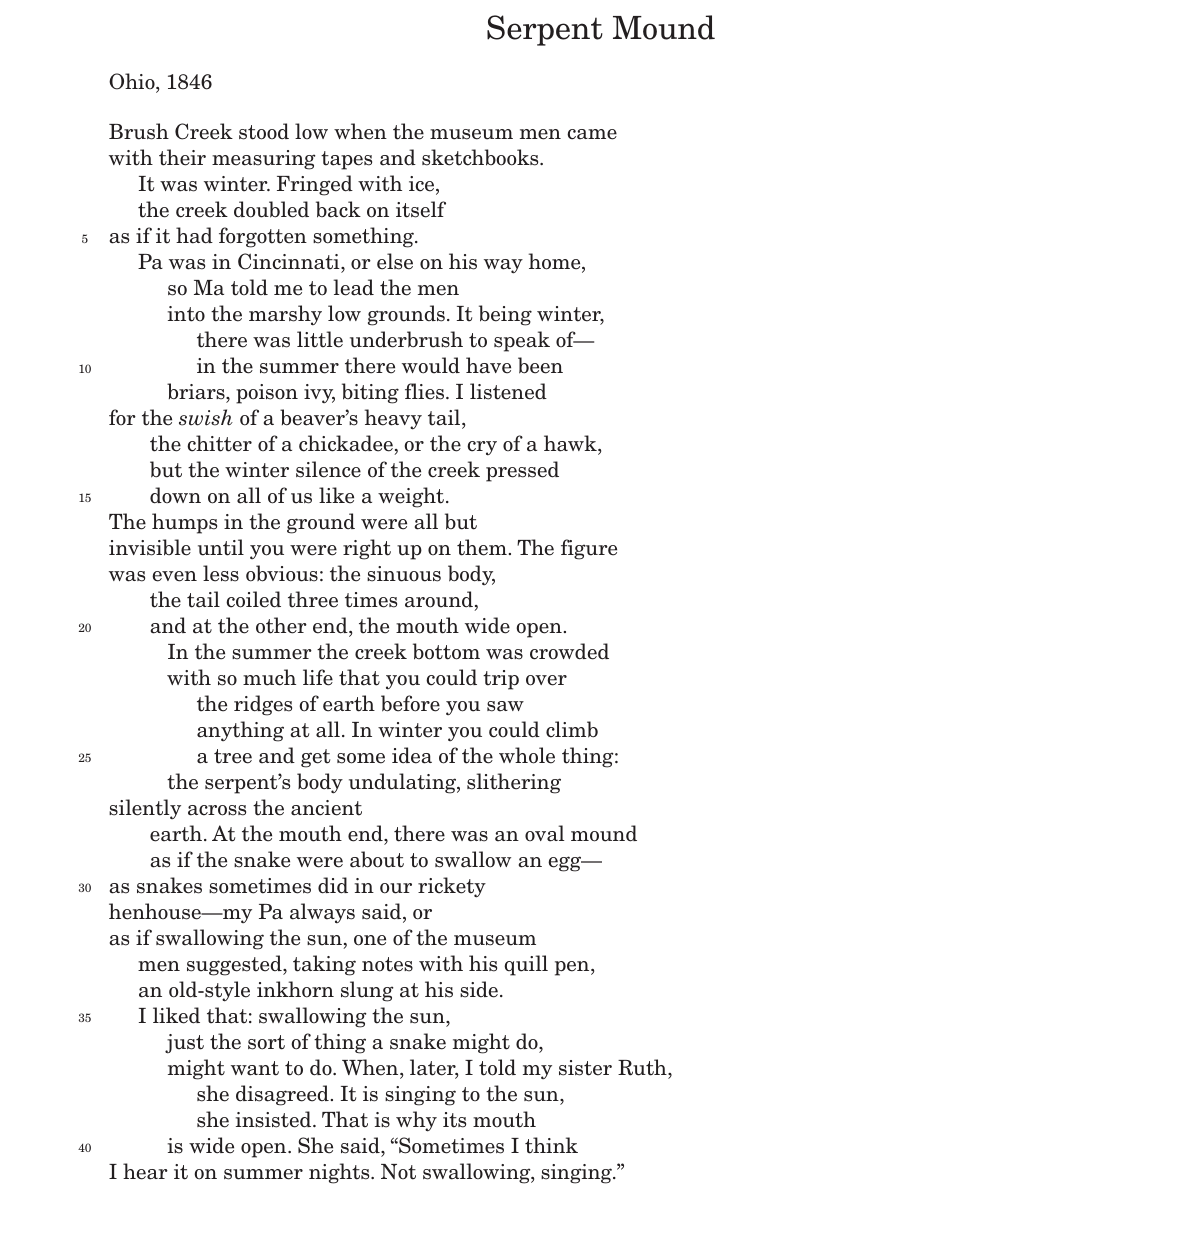 Serpent Mound
Ohio, 1846
Brush Creek stood low when the museum men came
with their measuring tapes and sketchbooks.
It was winter. Fringed with ice,
the creek doubled back on itself
5 as if it had forgotten something.
Pa was in Cincinnati, or else on his way home,
so Ma told me to lead the men
into the marshy low grounds. It being winter,
there was little underbrush to speak of—
10 in the summer there would have been
briars, poison ivy, biting flies. I listened
for the swish of a beaver’s heavy tail,
the chitter of a chickadee, or the cry of a hawk,
but the winter silence of the creek pressed
15 down on all of us like a weight.
The humps in the ground were all but
invisible until you were right up on them. The figure
was even less obvious: the sinuous body,
the tail coiled three times around,
20 and at the other end, the mouth wide open.
In the summer the creek bottom was crowded
with so much life that you could trip over
the ridges of earth before you saw
anything at all. In winter you could climb
25 a tree and get some idea of the whole thing:
the serpent’s body undulating, slithering
silently across the ancient
earth. At the mouth end, there was an oval mound
as if the snake were about to swallow an egg—
30 as snakes sometimes did in our rickety
henhouse—my Pa always said, or
as if swallowing the sun, one of the museum
men suggested, taking notes with his quill pen,
an old-style inkhorn slung at his side.
35 I liked that: swallowing the sun,
just the sort of thing a snake might do,
might want to do. When, later, I told my sister Ruth,
she disagreed. It is singing to the sun,
she insisted. That is why its mouth
40 is wide open. She said, “Sometimes I think
I hear it on summer nights. Not swallowing, singing.”